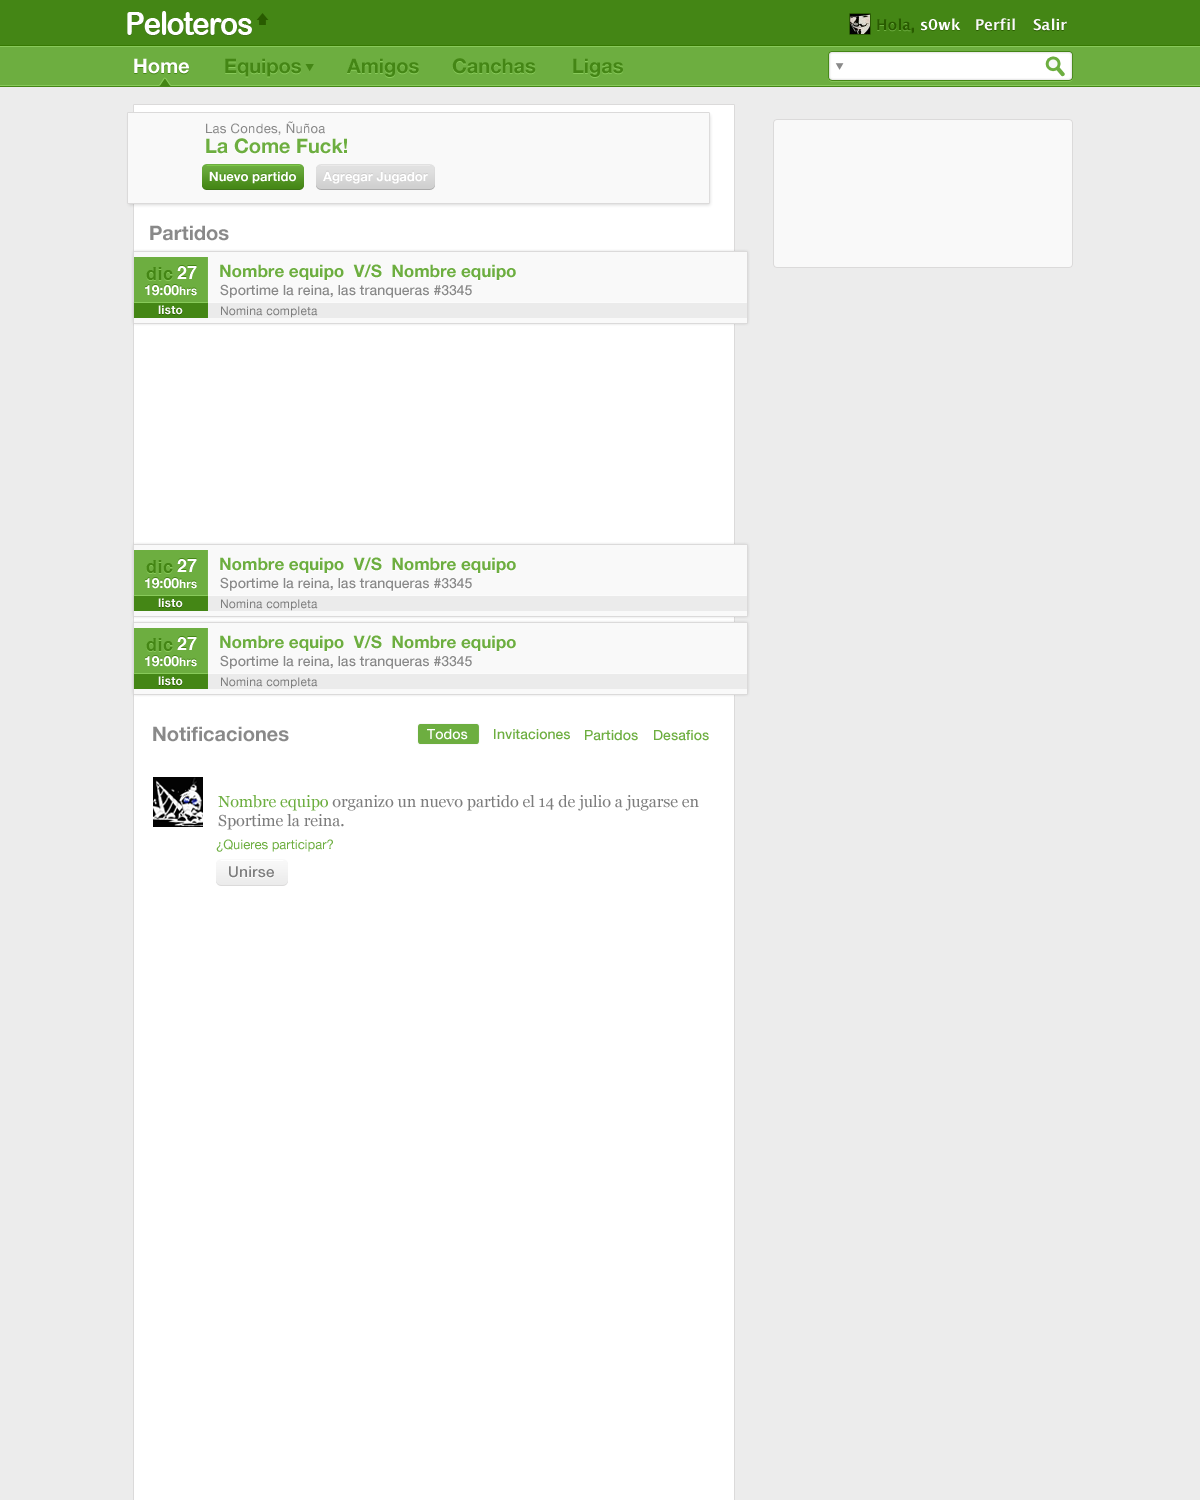 Peloteros
Hola, s0wk Perfil Salir
Home Equipos Amigos Canchas Ligas
Las Condes, Ñuñoa
La Come Fuck!
Nuevo partido Agregar Jugador
Partidos
dic 27 Nombre equipo V/S Nombre equipo
19:00hrs Sportime la reina, las tranqueras #3345
listo Nomina completa
dic 27 Nombre equipo V/S Nombre equipo
19:00hrs Sportime la reina, las tranqueras #3345
listo Nomina completa
dic 27 Nombre equipo V/S Nombre equipo
19:00hrs Sportime la reina, las tranqueras #3345
listo Nomina completa
Notificaciones Todos Invitaciones Partidos Desafios
Nombre equipo organizo un nuevo partido el 14 de julio a jugarse en
Sportime la reina.
¿Quieres participar?
Unirse